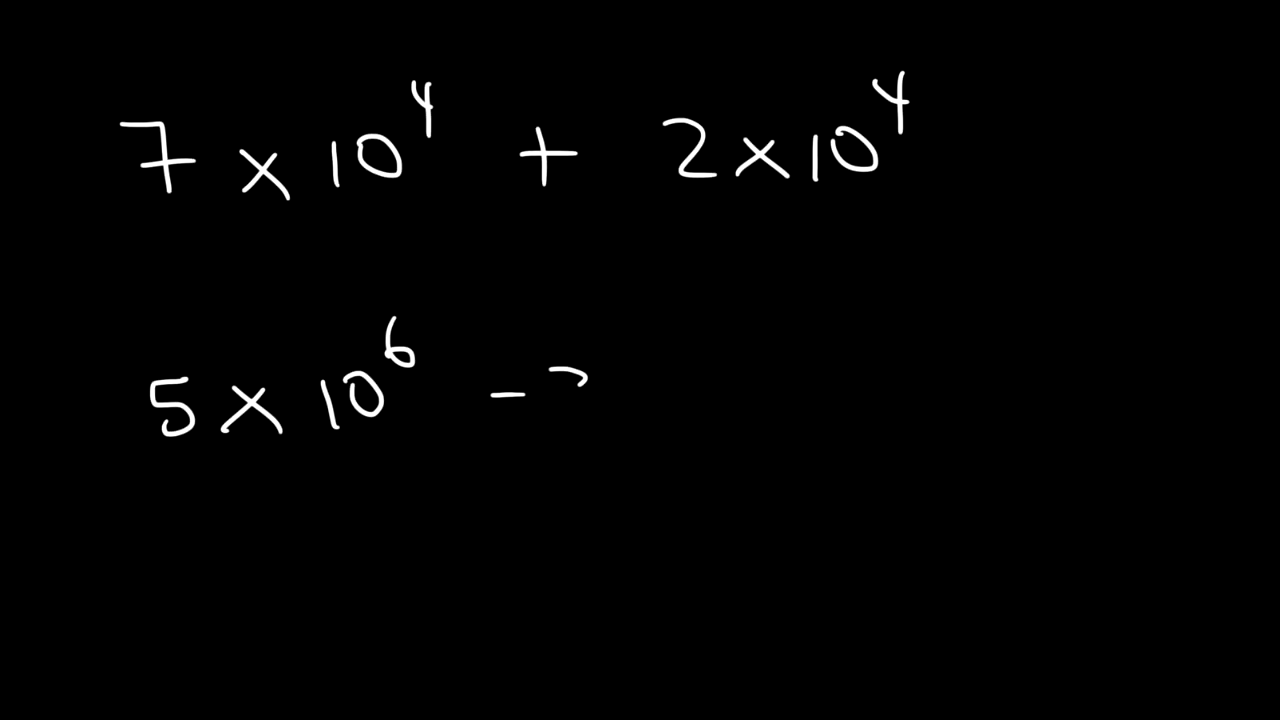 7 × 10⁴ + 2 × 10⁴
5 × 10⁶ -